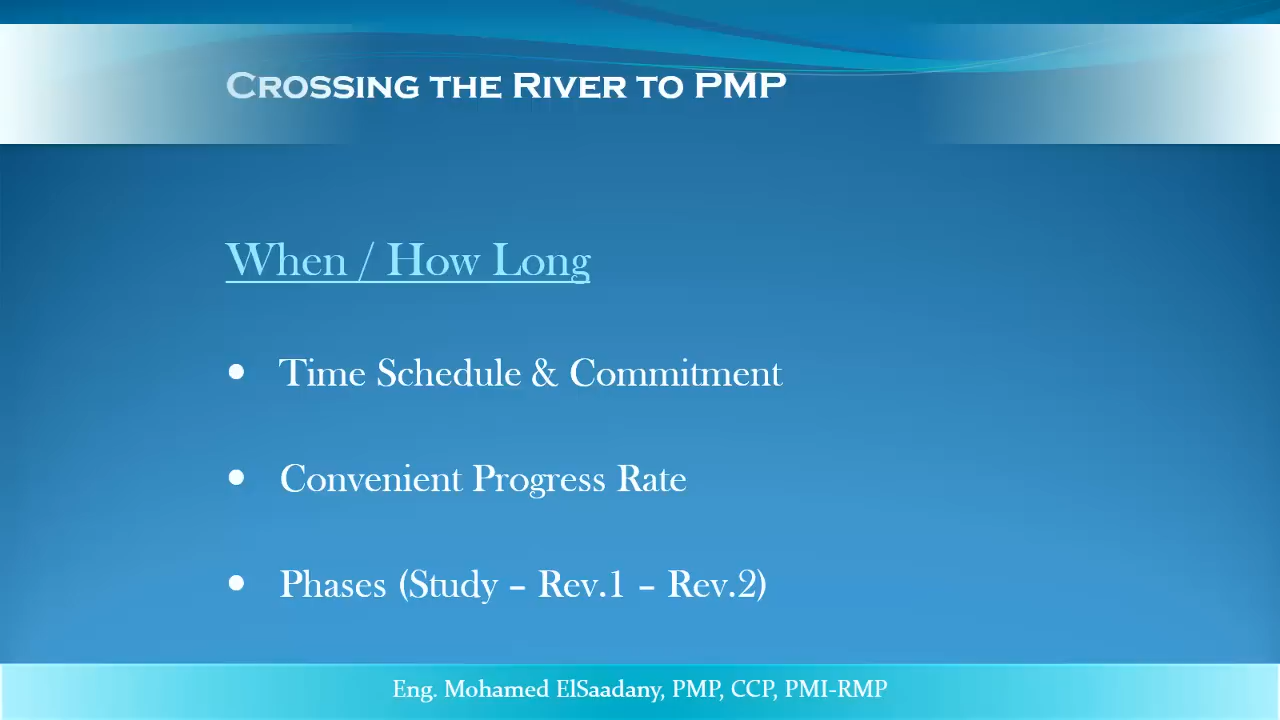 Crossing the River to PMP
When / How Long
• Time Schedule & Commitment
• Convenient Progress Rate
• Phases (Study – Rev.1 – Rev.2)
Eng. Mohamed ElSaadany, PMP, CCP, PMI-RMP